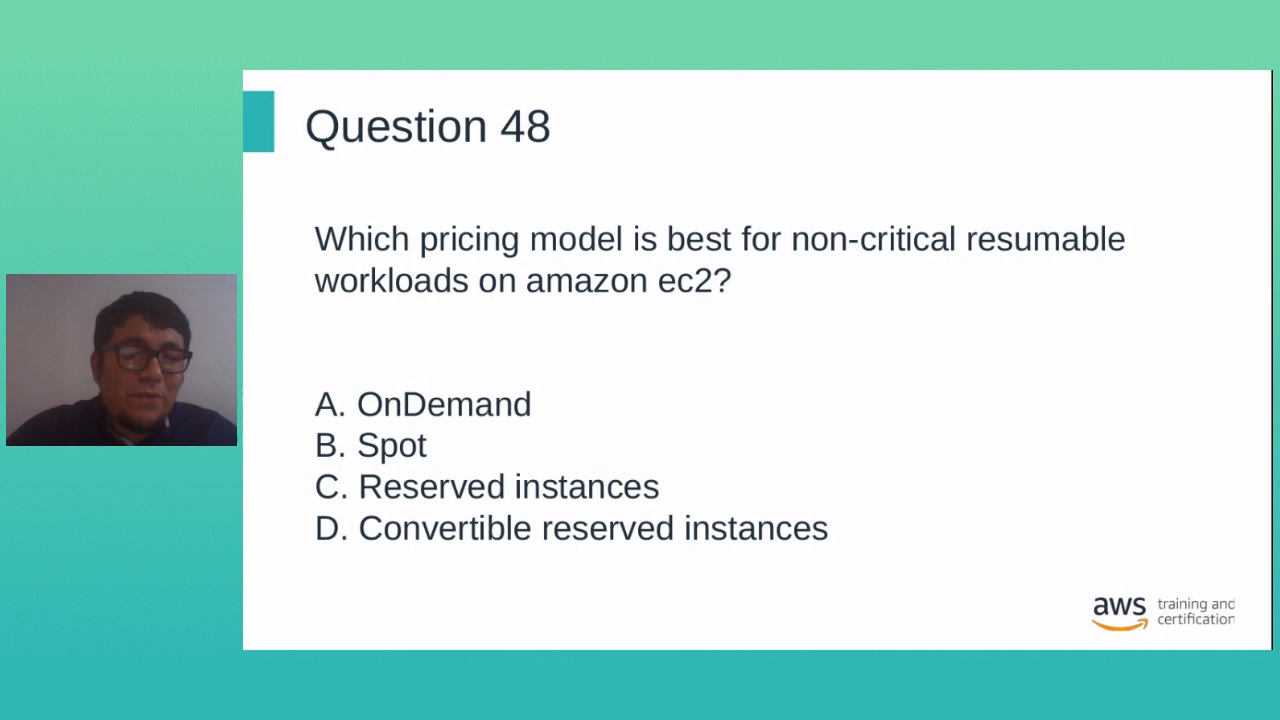 Question 48
Which pricing model is best for non-critical resumable
workloads on amazon ec2?
A. OnDemand
B. Spot
C. Reserved instances
D. Convertible reserved instances
aws training and
certification